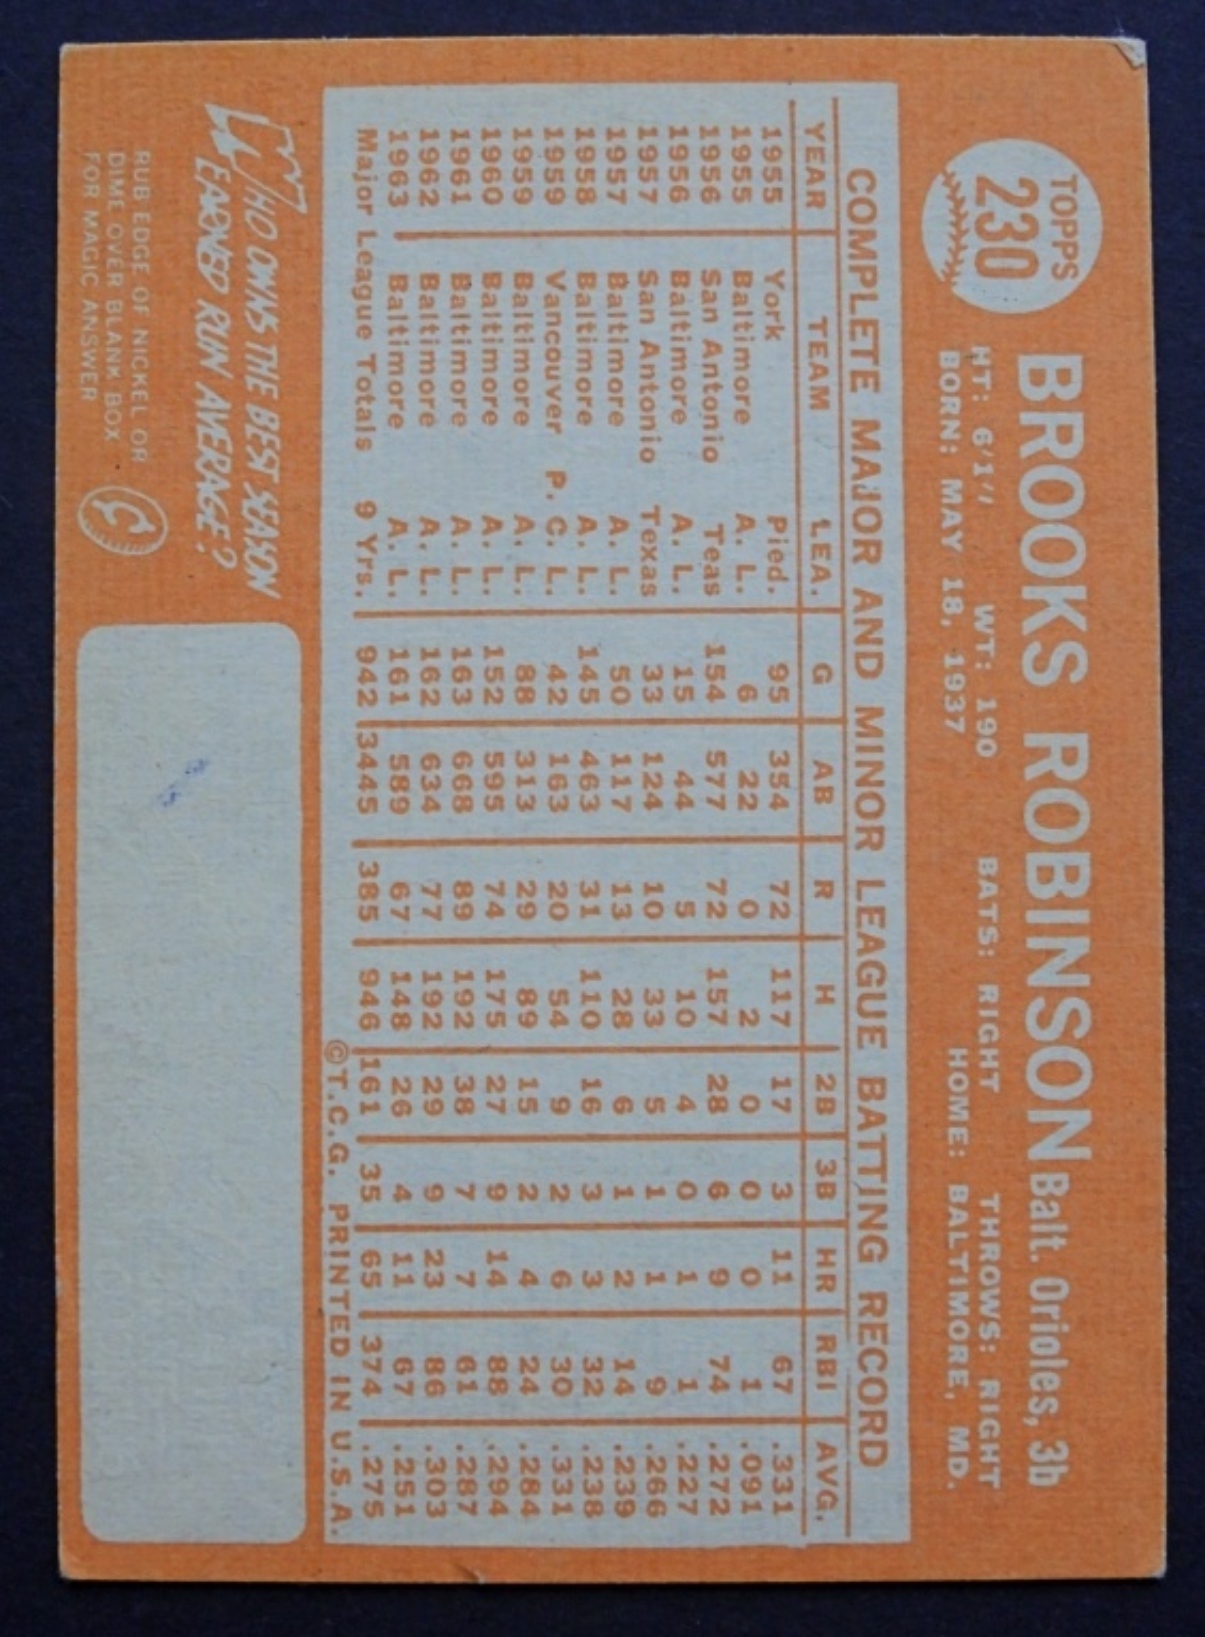 TOPPS
230
BROOKS ROBINSON Balt. Orioles, 3b
HT: 6'1" WT: 190 BATS: RIGHT THROWS: RIGHT
BORN: MAY 18, 1937 HOME: BALTIMORE, MD.
COMPLETE MAJOR AND MINOR LEAGUE BATTING RECORD
YEAR TEAM LEA. G AB R H 2B 3B HR RBI AVG.
1955 York Pied. 95 354 72 117 17 3 11 67 .331
1955 Baltimore A. L. 6 22 0 2 0 0 0 1 .091
1956 San Antonio Teas 154 577 72 157 28 6 9 74 .272
1956 Baltimore A. L. 15 44 5 10 4 0 1 1 .227
1957 San Antonio Texas 33 124 10 33 5 1 1 9 .266
1957 Baltimore A. L. 50 117 13 28 6 1 2 14 .239
1958 Baltimore A. L. 145 463 31 110 16 3 3 32 .238
1959 Vancouver P. C. L. 42 163 20 54 9 2 6 30 .331
1959 Baltimore A. L. 88 313 29 89 15 2 4 24 .284
1960 Baltimore A. L. 152 595 74 175 27 9 14 88 .294
1961 Baltimore A. L. 163 668 89 192 38 7 7 61 .287
1962 Baltimore A. L. 162 634 77 192 29 9 23 86 .303
1963 Baltimore A. L. 161 589 67 148 26 4 11 67 .251
Major League Totals 9 Yrs. 942 3445 385 946 161 35 65 374 .275
©T.C.G. PRINTED IN U.S.A.
WHO OWNS THE BEST SEASON
EARNED RUN AVERAGE?
RUB EDGE OF NICKEL OR
DIME OVER BLANK BOX
FOR MAGIC ANSWER